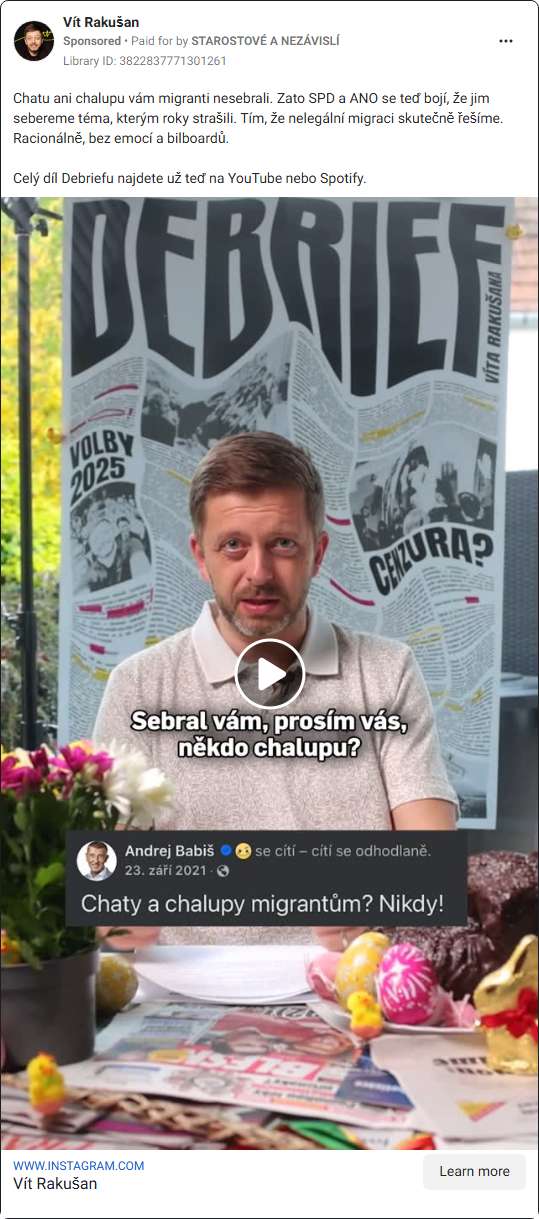 Vít Rakušan
Sponsored • Paid for by STAROSTOVÉ A NEZÁVISLÍ
Library ID: 3822837771301261
Chatu ani chalupu vám migranti nesebrali. Zato SPD a ANO se teď bojí, že jim
sebereme téma, kterým roky strašili. Tím, že nelegální migraci skutečně řešíme.
Racionálně, bez emocí a bilboardů.
Celý díl Debriefu najdete už teď na YouTube nebo Spotify.
DEBRIEF
VÍTA RAKUŠANA
VOLBY
2025
CENZURA?
Sebral vám, prosím vás,
někdo chalupu?
Andrej Babiš se cítí – cítí se odhodlaně.
23. září 2021
Chaty a chalupy migrantům? Nikdy!
BLESK
WWW.INSTAGRAM.COM
Vít Rakušan
Learn more